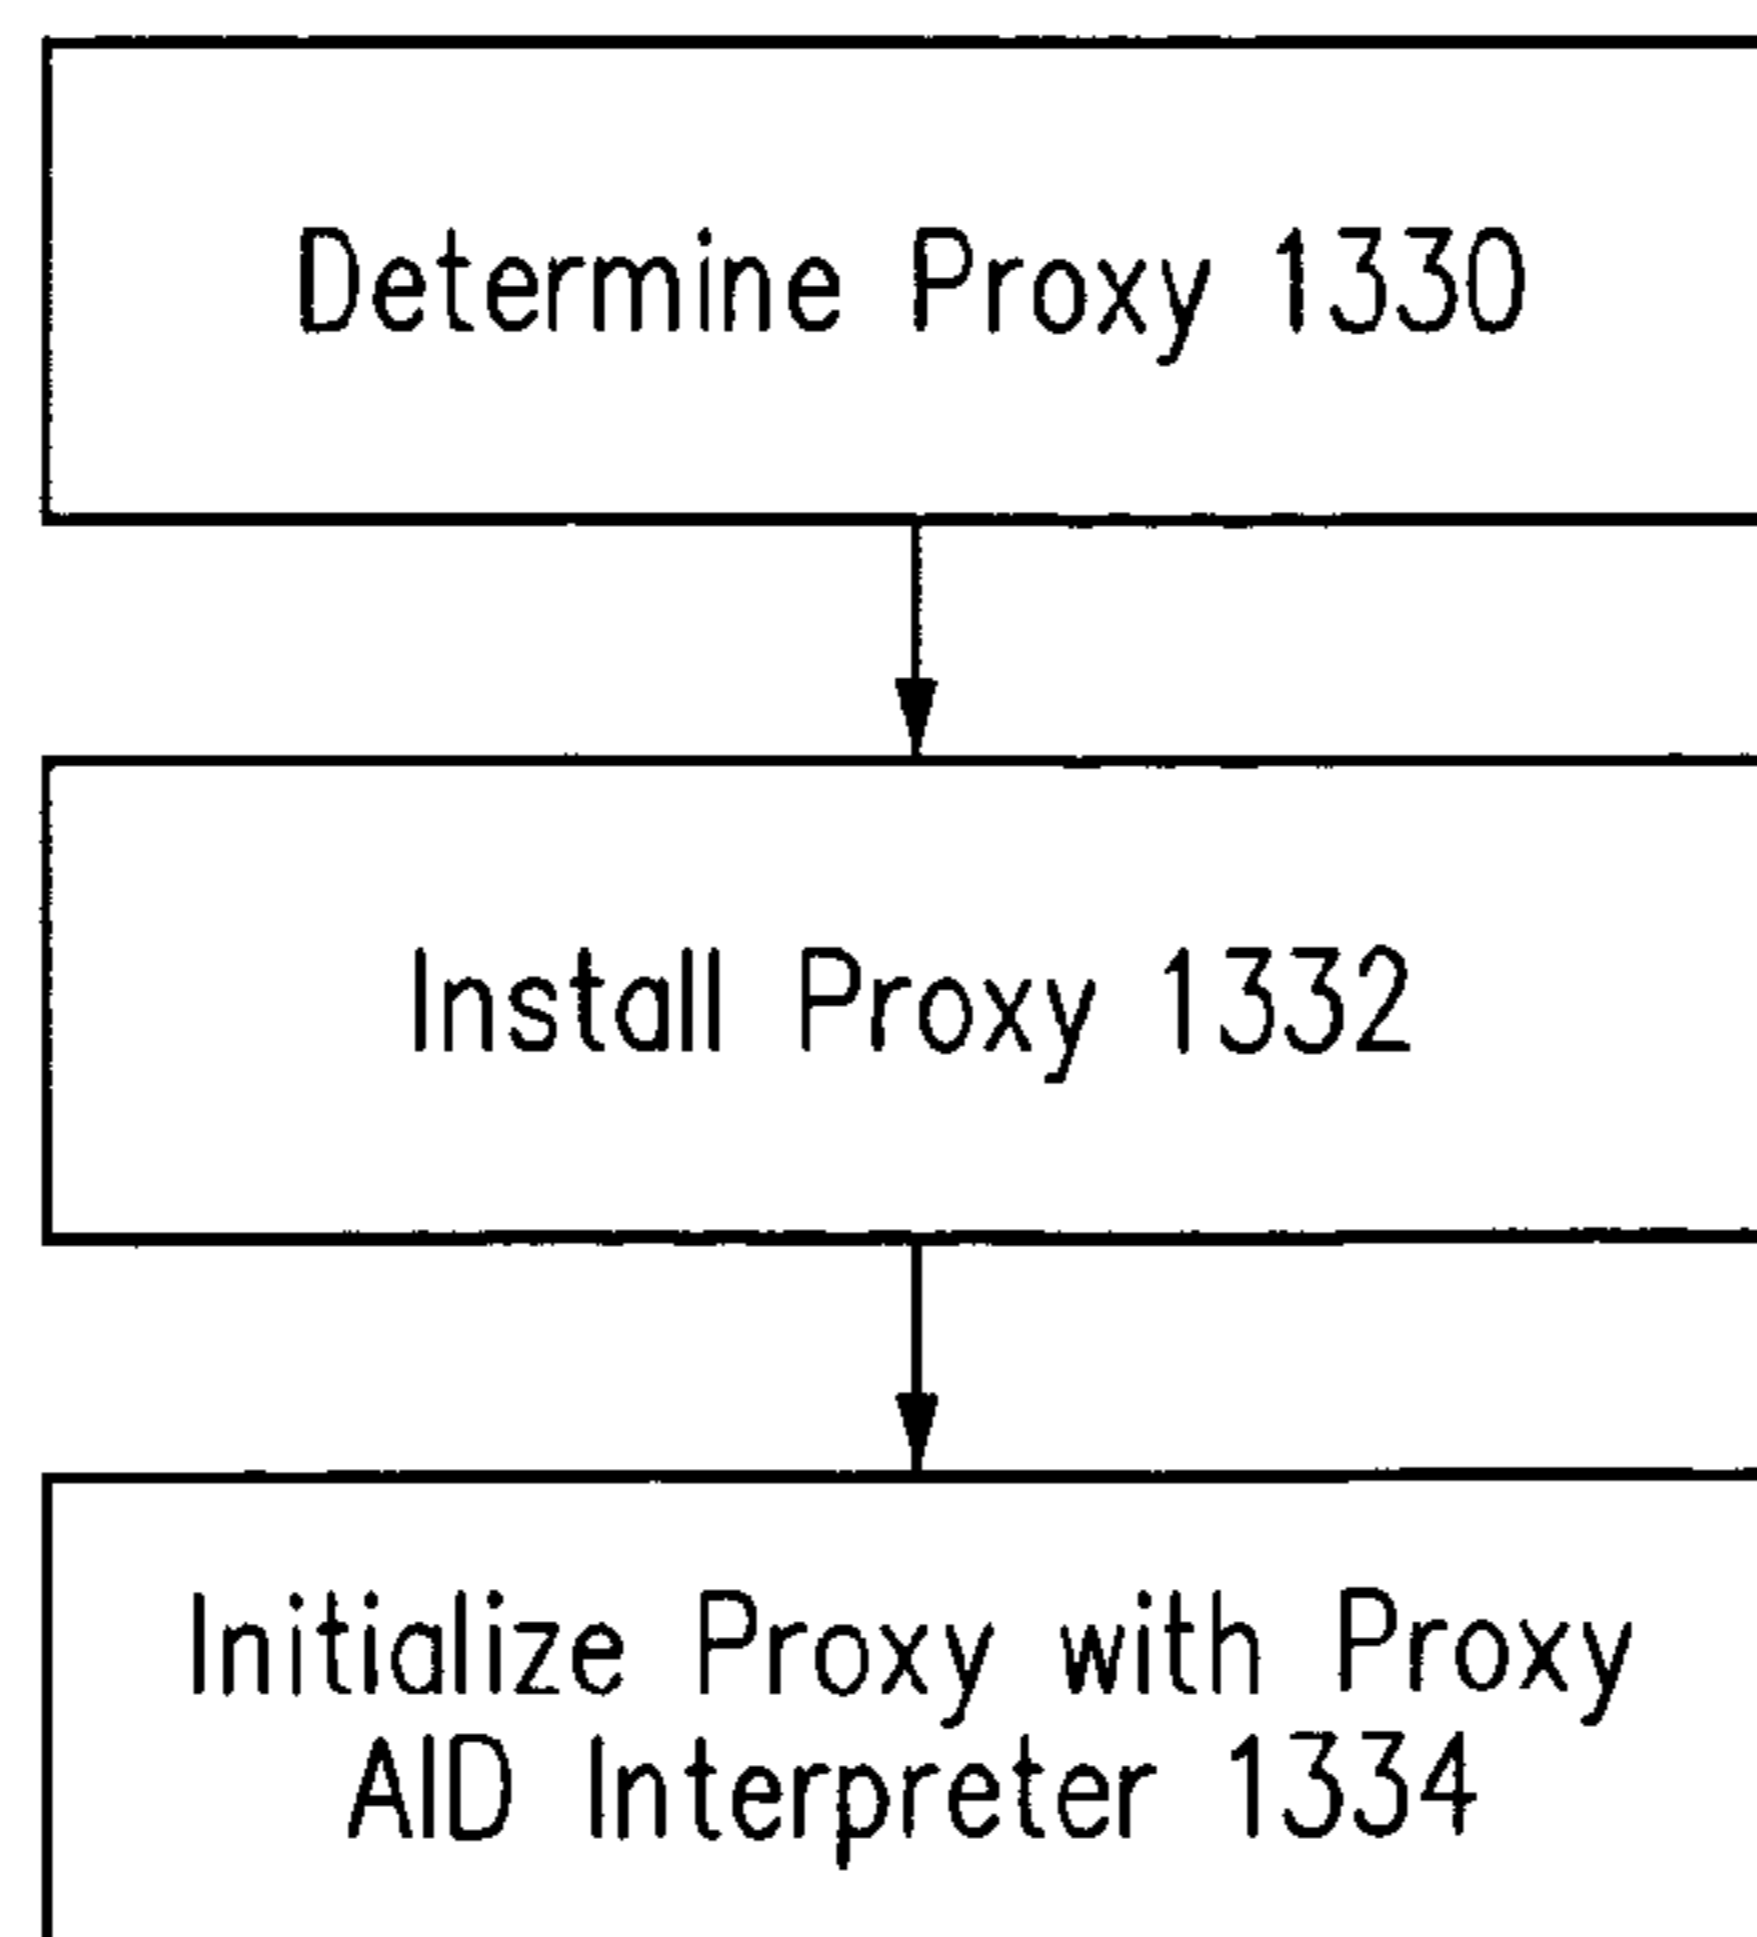 Determine Proxy 1330
Install Proxy 1332
Initialize Proxy with Proxy
AID Interpreter 1334